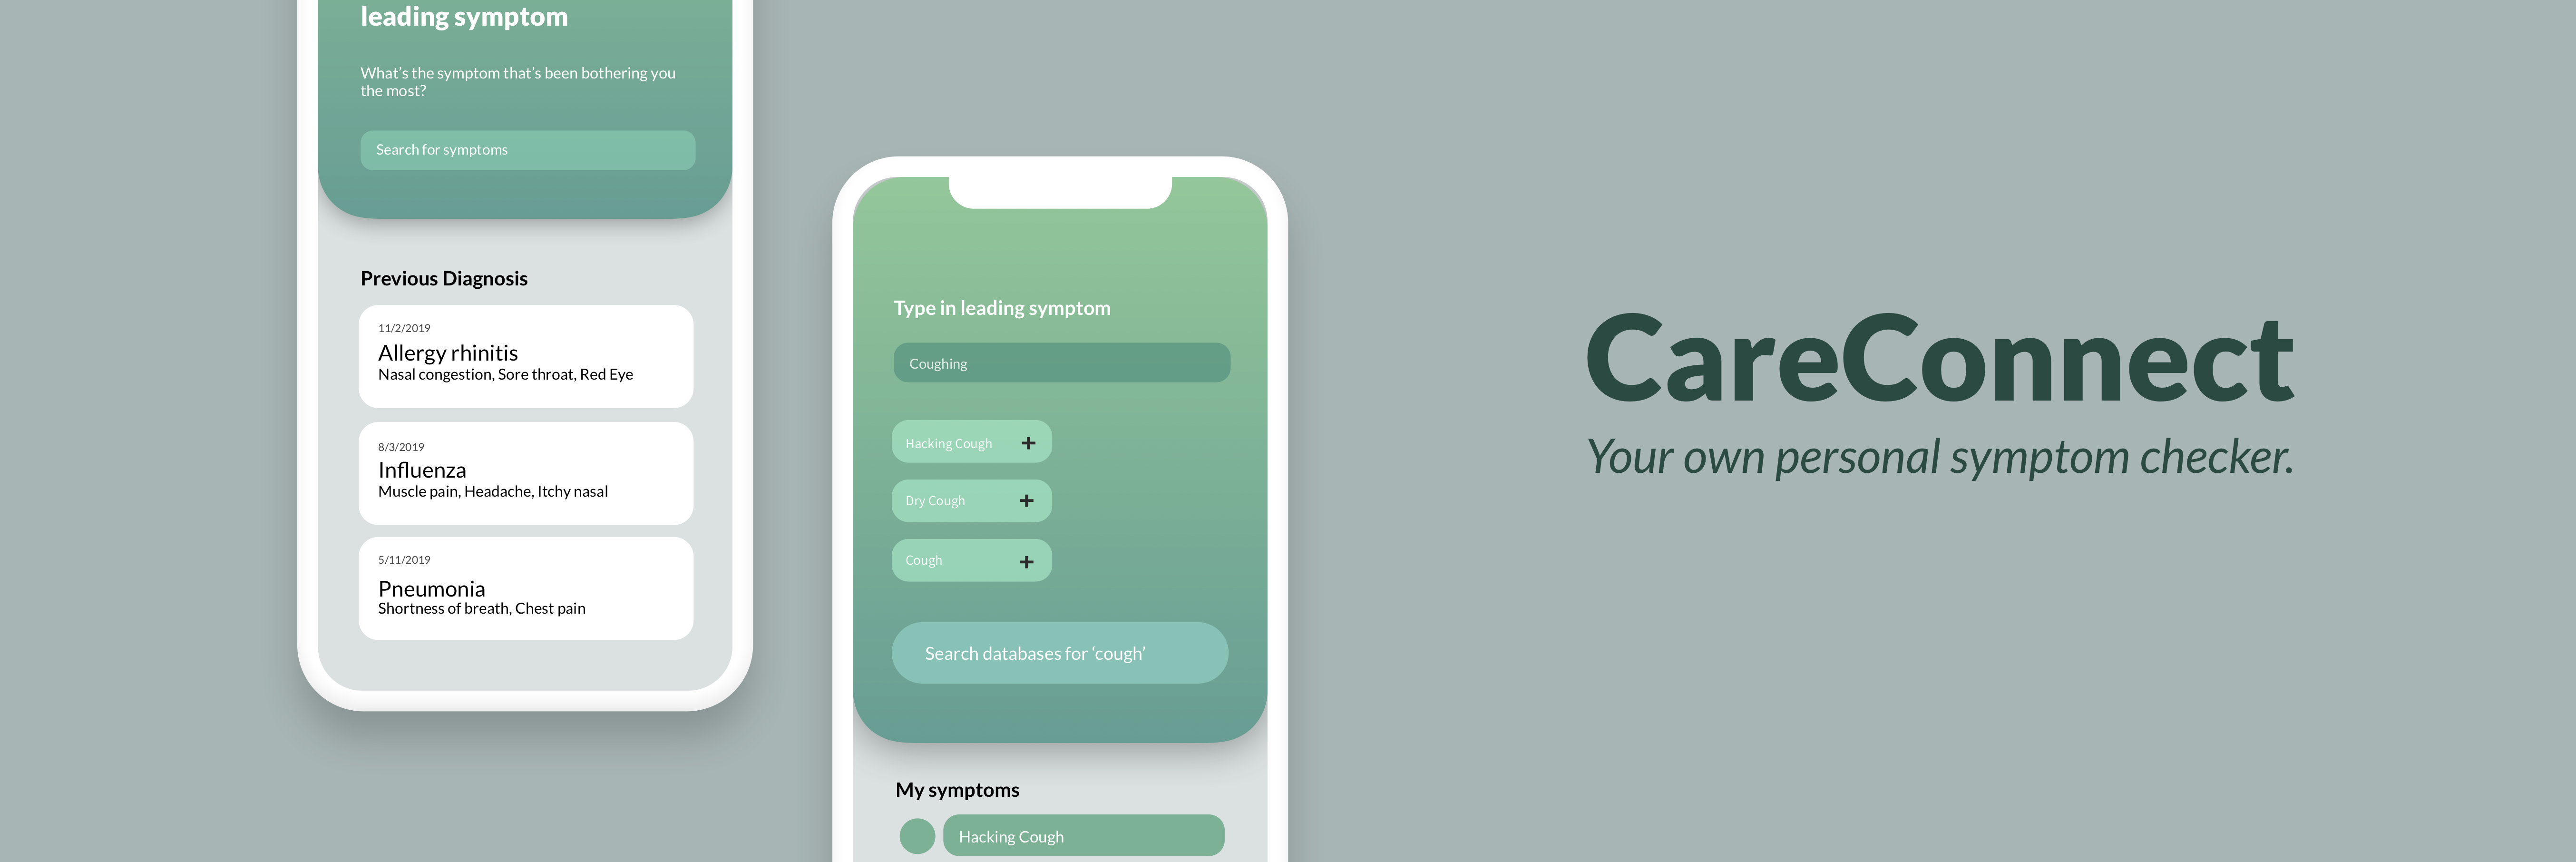 leading symptom
What’s the symptom that’s been bothering you
the most?
Search for symptoms
Previous Diagnosis
11/2/2019
Allergy rhinitis
Nasal congestion, Sore throat, Red Eye
8/3/2019
Influenza
Muscle pain, Headache, Itchy nasal
5/11/2019
Pneumonia
Shortness of breath, Chest pain
Type in leading symptom
Coughing
Hacking Cough +
Dry Cough +
Cough +
Search databases for ‘cough’
My symptoms
Hacking Cough
CareConnect
Your own personal symptom checker.